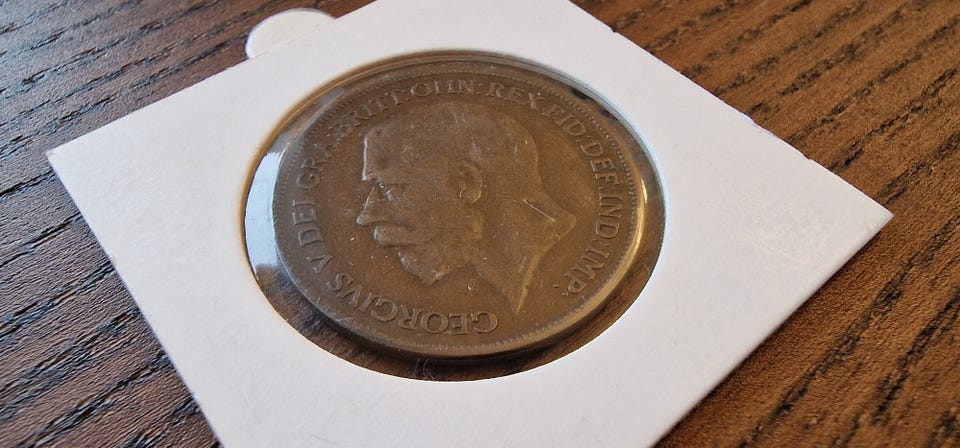 GEORGIVS V DEI GRA:BRITT:OMN:REX FID:DEF:IND:IMP: